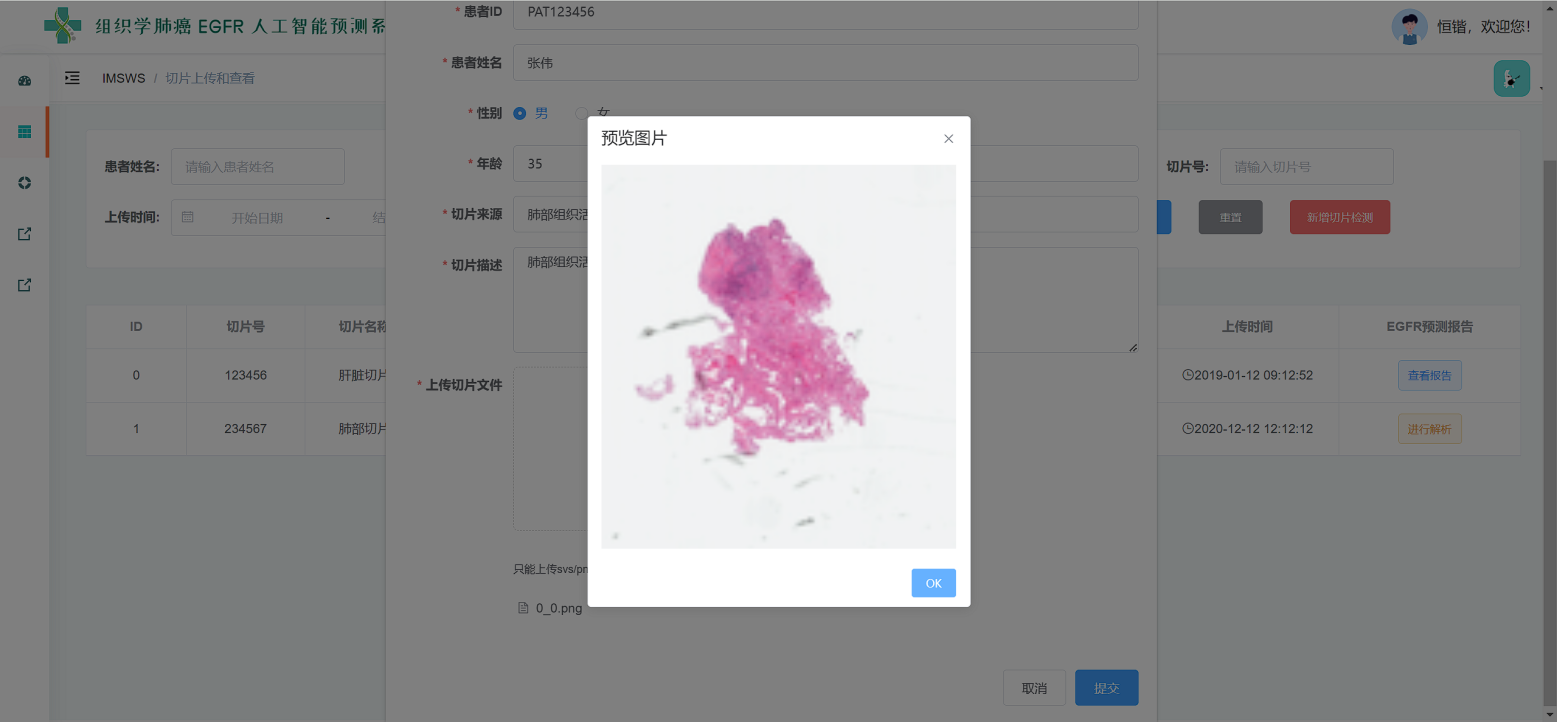 组织学肺癌 EGFR 人工智能预测系
恒锴，欢迎您！
IMSWS / 切片上传和查看
* 患者ID PAT123456
* 患者姓名 张伟
* 性别 男 女
* 年龄 35
* 切片来源 肺部组织活
* 切片描述 肺部组织活
* 上传切片文件
只能上传svs/pn
0_0.png
取消 提交
预览图片
OK
患者姓名: 请输入患者姓名
切片号: 请输入切片号
上传时间: 开始日期 - 结
重置 新增切片检测
ID 切片号 切片名称 上传时间 EGFR预测报告
0 123456 肝脏切片 2019-01-12 09:12:52 查看报告
1 234567 肺部切片 2020-12-12 12:12:12 进行解析